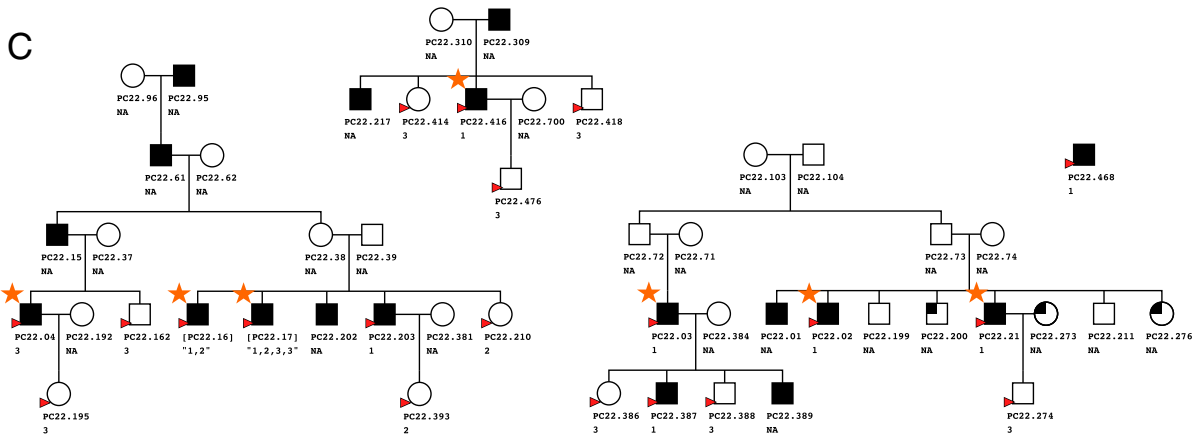 C
PC22.310 PC22.309
NA NA
PC22.96 PC22.95
NA NA
PC22.217 PC22.414 PC22.416 PC22.700 PC22.418
NA 3 1 NA 3
PC22.61 PC22.62
NA NA
PC22.103 PC22.104
NA NA
PC22.468
1
PC22.476
3
PC22.15 PC22.37 PC22.38 PC22.39
NA NA NA NA
PC22.72 PC22.71 PC22.73 PC22.74
NA NA NA NA
PC22.04 PC22.192 PC22.162 [PC22.16] [PC22.17] PC22.202 PC22.203 PC22.381 PC22.210
3 NA 3 "1,2" "1,2,3,3" NA 1 NA 2
PC22.03 PC22.384 PC22.01 PC22.02 PC22.199 PC22.200 PC22.21 PC22.273 PC22.211 PC22.276
1 NA NA 1 NA NA 1 NA NA NA
PC22.195 PC22.393
3 2
PC22.386 PC22.387 PC22.388 PC22.389 PC22.274
3 1 3 NA 3